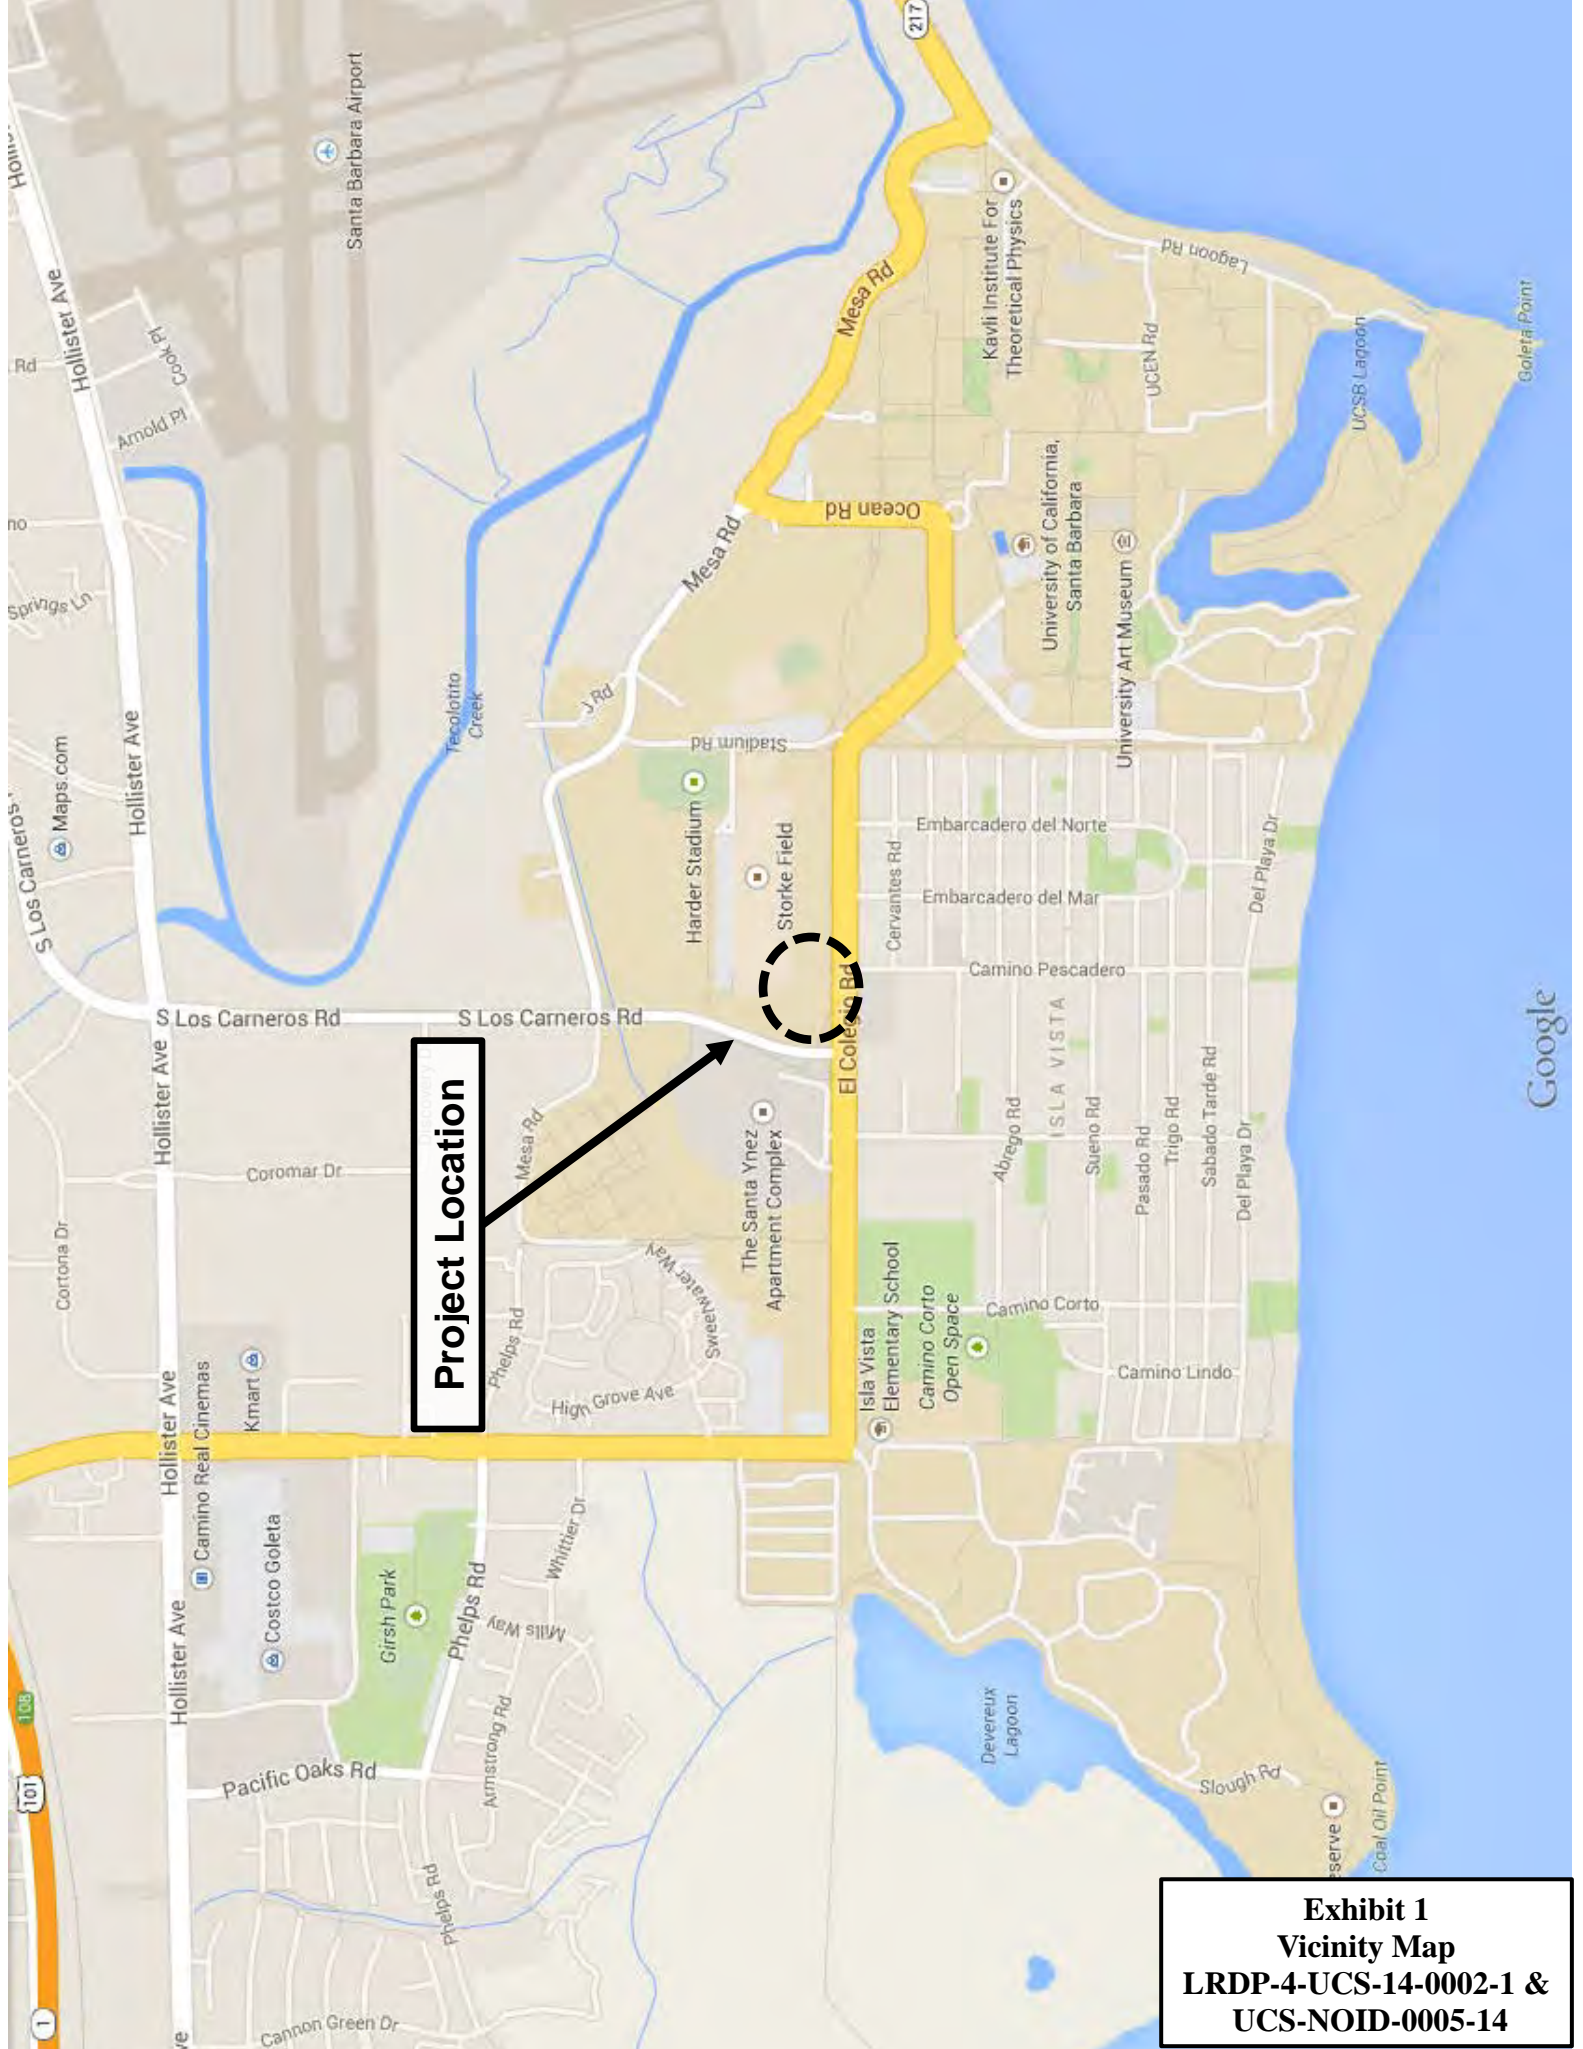 217
Santa Barbara Airport
Hollister Ave
Rd
Cook Pl
Arnold Pl
Mesa Rd
Kavli Institute For
Theoretical Physics
Lagoon Rd
UCEN Rd
UCSB Lagoon
Goleta Point
Ocean Rd
Mesa Rd
University of California,
Santa Barbara
University Art Museum
Springs Ln
Tecolotito
Creek
J Rd
Stadium Rd
Hollister Ave
Maps.com
S Los Carneros
Harder Stadium
Storke Field
Embarcadero del Norte
Cervantes Rd
Embarcadero del Mar
Del Playa Dr
Camino Pescadero
S Los Carneros Rd
S Los Carneros Rd
El Colegio Rd
Hollister Ave
Coromar Dr
Project Location
Mesa Rd
The Santa Ynez
Apartment Complex
Abrego Rd
ISLA VISTA
Sueno Rd
Pasado Rd
Trigo Rd
Sabado Tarde Rd
Del Playa Dr
Google
Cortona Dr
Phelps Rd
Sweetwater Way
High Grove Ave
Isla Vista
Elementary School
Camino Corto
Open Space
Camino Corto
Camino Lindo
Hollister Ave
Camino Real Cinemas
Kmart
Costco Goleta
Girsh Park
Phelps Rd
Whittier Dr
Mills Way
Hollister Ave
108
101
Pacific Oaks Rd
Armstrong Rd
Phelps Rd
Devereux
Lagoon
Slough Rd
Coal Oil Point
1
Cannon Green Dr
Exhibit 1
Vicinity Map
LRDP-4-UCS-14-0002-1 &
UCS-NOID-0005-14